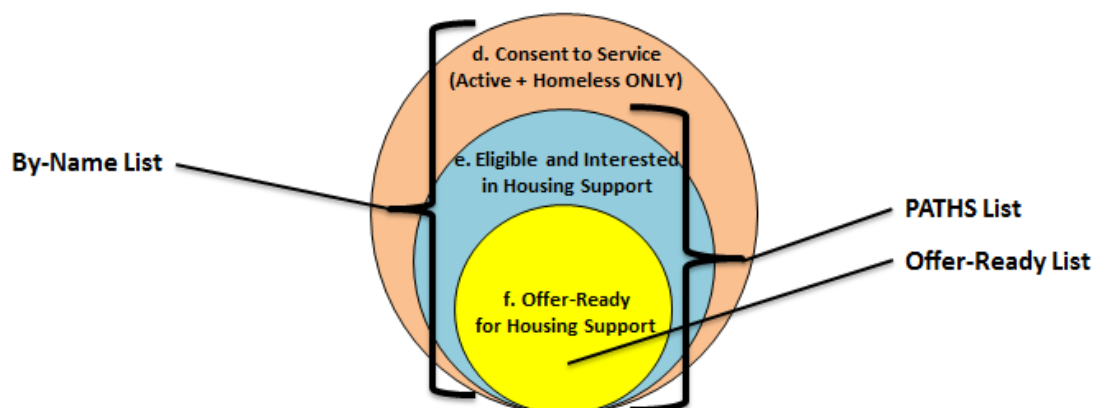 d. Consent to Service
(Active + Homeless ONLY)
By-Name List
e. Eligible and Interested
in Housing Support
PATHS List
Offer-Ready List
f. Offer-Ready
for Housing Support